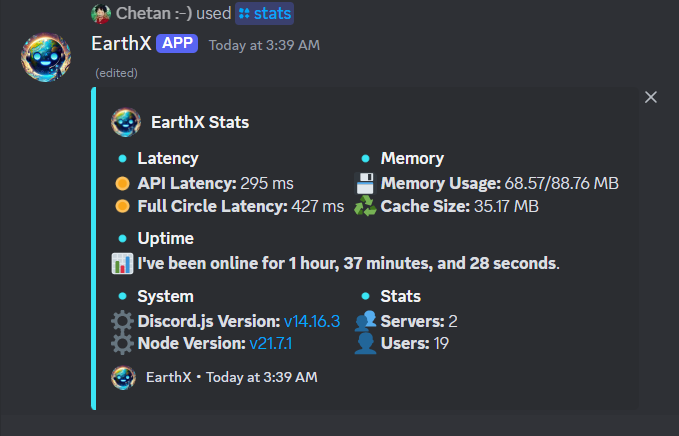 Chetan :-) used stats
EarthX APP Today at 3:39 AM
(edited)
EarthX Stats
Latency
API Latency: 295 ms
Full Circle Latency: 427 ms
Memory
Memory Usage: 68.57/88.76 MB
Cache Size: 35.17 MB
Uptime
I've been online for 1 hour, 37 minutes, and 28 seconds.
System
Discord.js Version: v14.16.3
Node Version: v21.7.1
Stats
Servers: 2
Users: 19
EarthX • Today at 3:39 AM